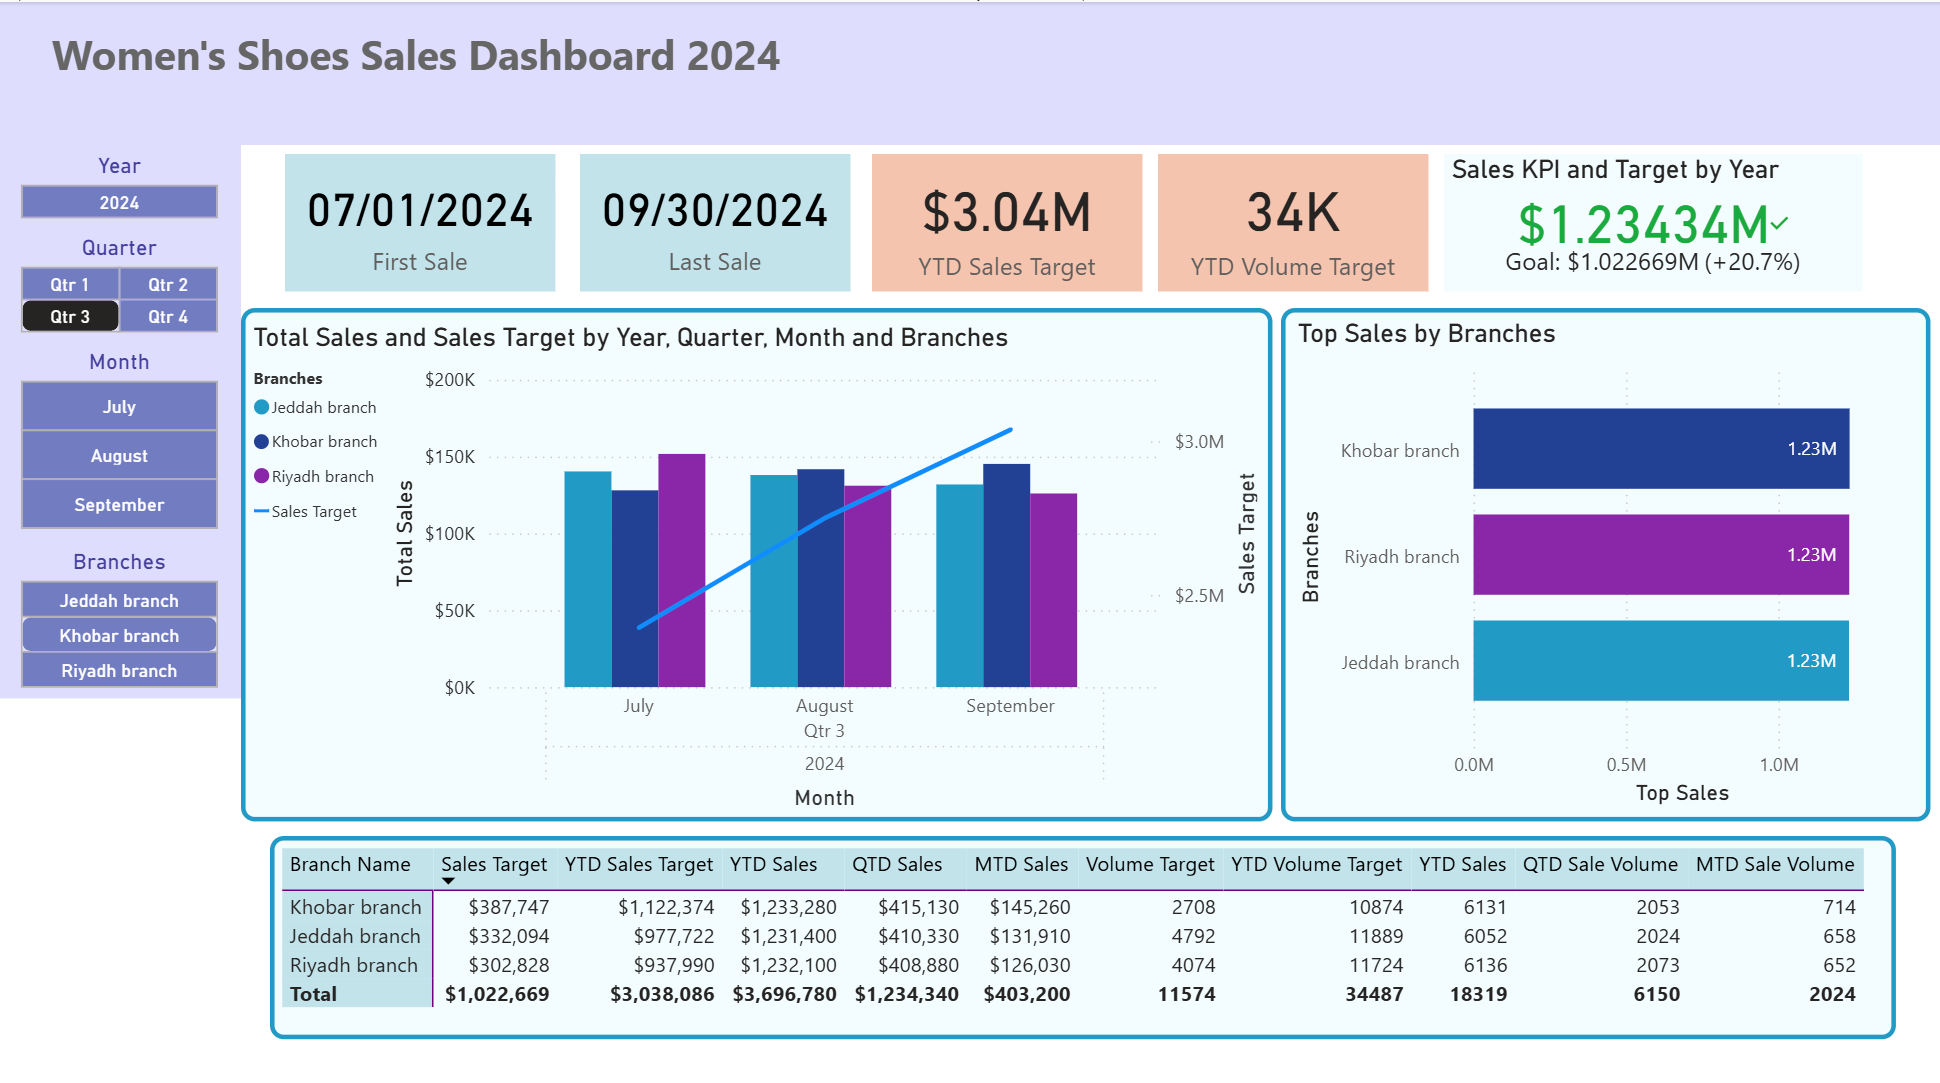 Women's Shoes Sales Dashboard 2024
Year
2024
Quarter
Qtr 1
Qtr 2
Qtr 3
Qtr 4
Month
July
August
September
Branches
Jeddah branch
Khobar branch
Riyadh branch
07/01/2024
First Sale
09/30/2024
Last Sale
$3.04M
YTD Sales Target
34K
YTD Volume Target
Sales KPI and Target by Year
$1.23434M
Goal: $1.022669M (+20.7%)
Total Sales and Sales Target by Year, Quarter, Month and Branches
Branches
Jeddah branch
Khobar branch
Riyadh branch
Sales Target
Total Sales
$200K
$150K
$100K
$50K
$0K
$3.0M
$2.5M
Sales Target
July
August
September
Qtr 3
2024
Month
Top Sales by Branches
Branches
Khobar branch
1.23M
Riyadh branch
1.23M
Jeddah branch
1.23M
0.0M
0.5M
1.0M
Top Sales
Branch Name Sales Target YTD Sales Target YTD Sales QTD Sales MTD Sales Volume Target YTD Volume Target YTD Sales QTD Sale Volume MTD Sale Volume
Khobar branch $387,747 $1,122,374 $1,233,280 $415,130 $145,260 2708 10874 6131 2053 714
Jeddah branch $332,094 $977,722 $1,231,400 $410,330 $131,910 4792 11889 6052 2024 658
Riyadh branch $302,828 $937,990 $1,232,100 $408,880 $126,030 4074 11724 6136 2073 652
Total $1,022,669 $3,038,086 $3,696,780 $1,234,340 $403,200 11574 34487 18319 6150 2024